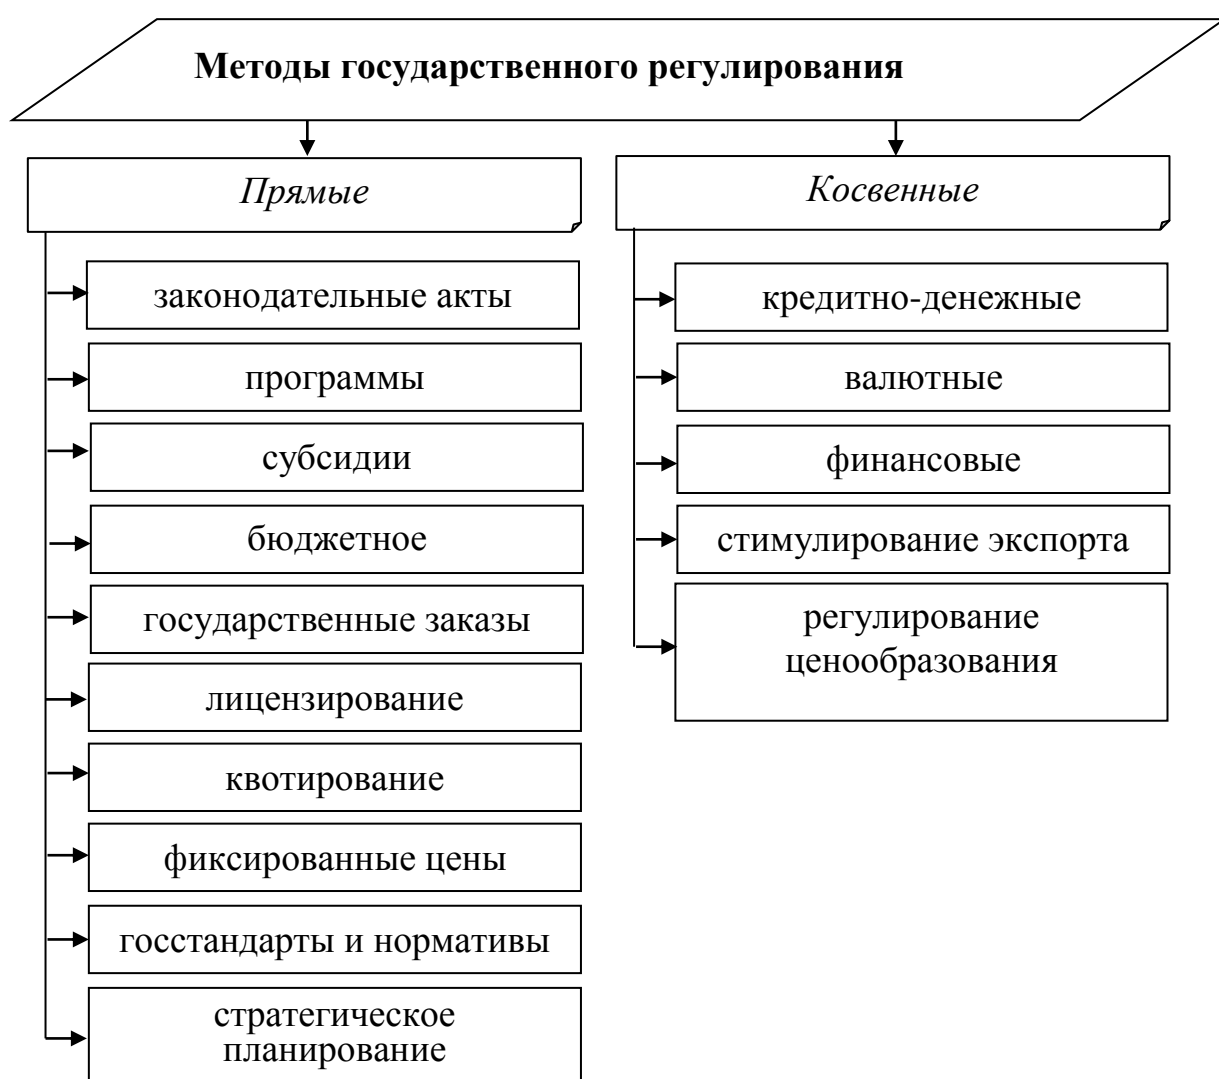 Методы государственного регулирования
Прямые
законодательные акты
программы
субсидии
бюджетное
государственные заказы
лицензирование
квотирование
фиксированные цены
госстандарты и нормативы
стратегическое
планирование
Косвенные
кредитно-денежные
валютные
финансовые
стимулирование экспорта
регулирование
ценообразования